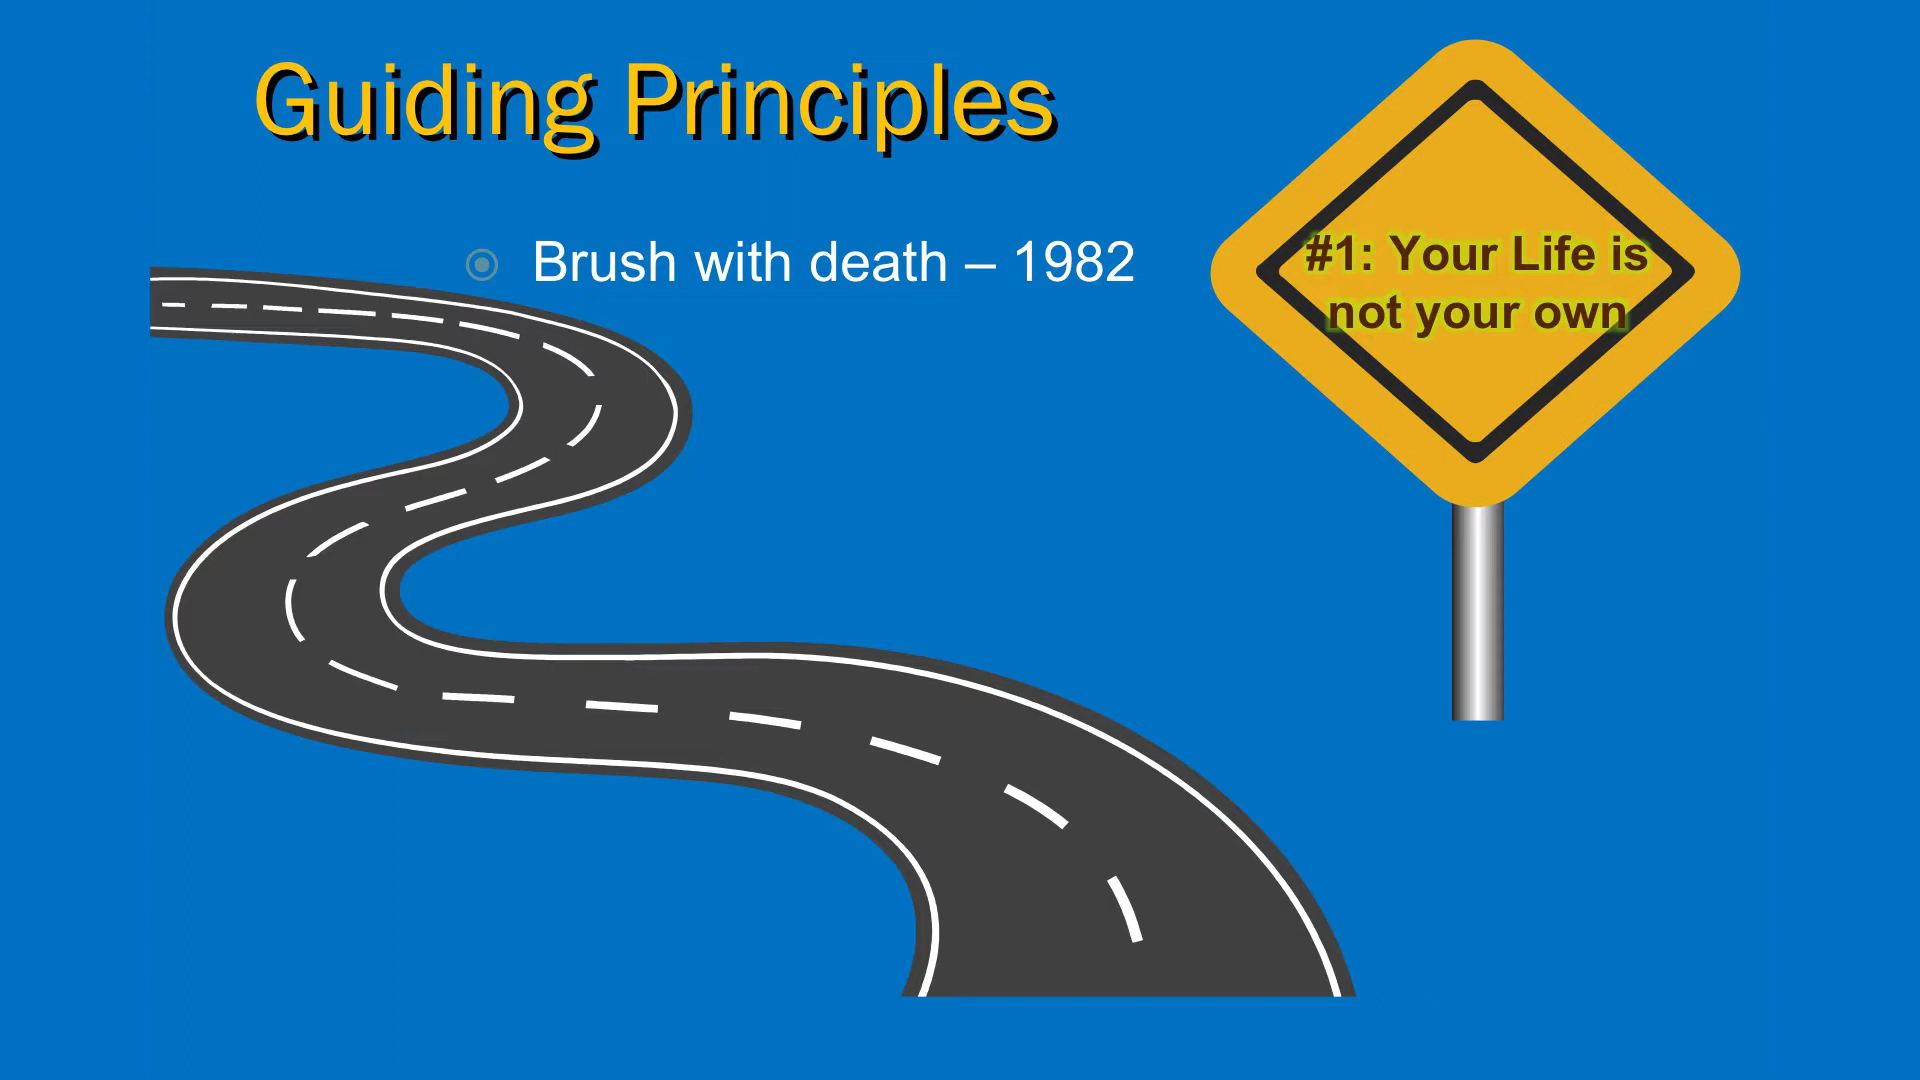 Guiding Principles
Brush with death – 1982
#1: Your Life is
not your own